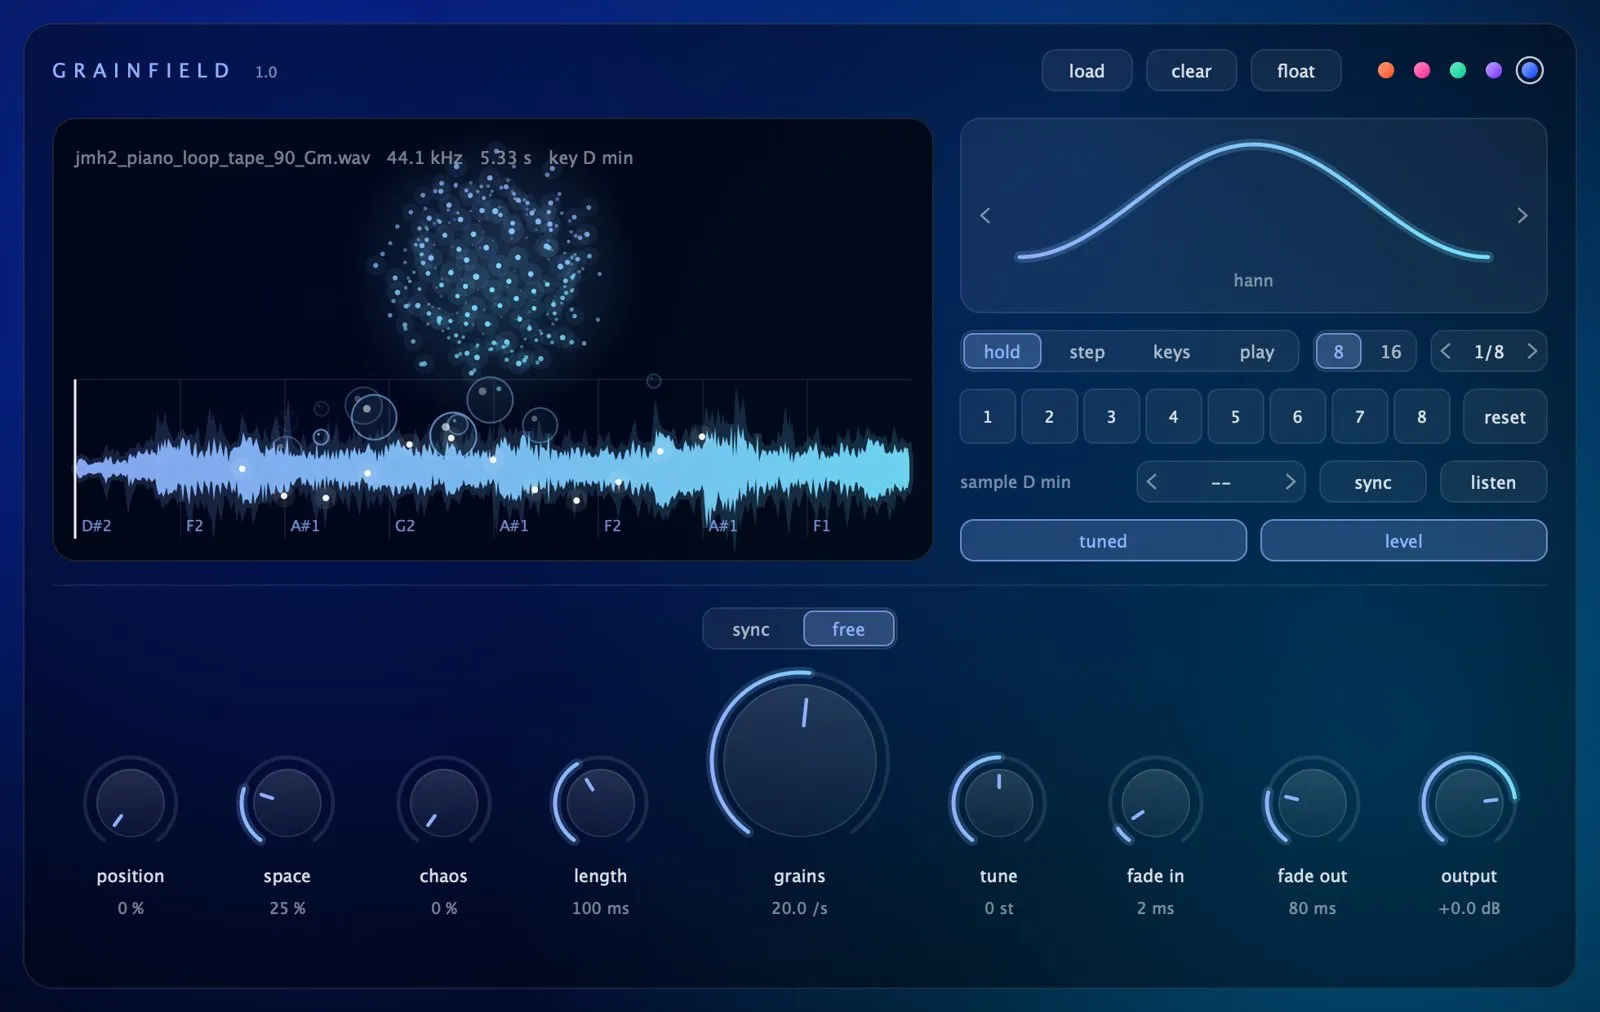 GRAINFIELD 1.0
load clear float
jmh2_piano_loop_tape_90_Gm.wav 44.1 kHz 5.33 s key D min
hann
hold step keys play 8 16 < 1/8 >
1 2 3 4 5 6 7 8 reset
sample D min < -- > sync listen
D#2 F2 A#1 G2 A#1 F2 A#1 F1
tuned level
sync free
position space chaos length grains tune fade in fade out output
0 % 25 % 0 % 100 ms 20.0 /s 0 st 2 ms 80 ms +0.0 dB